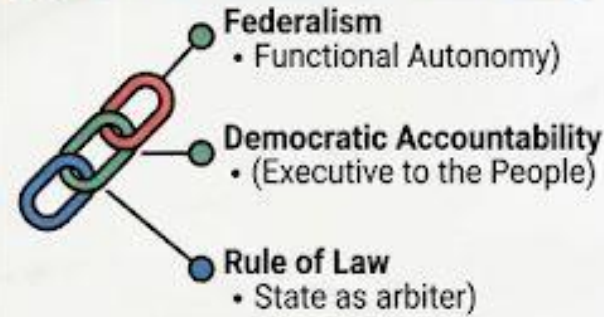 Federalism
• Functional Autonomy)
Democratic Accountability
• (Executive to the People)
Rule of Law
• State as arbiter)